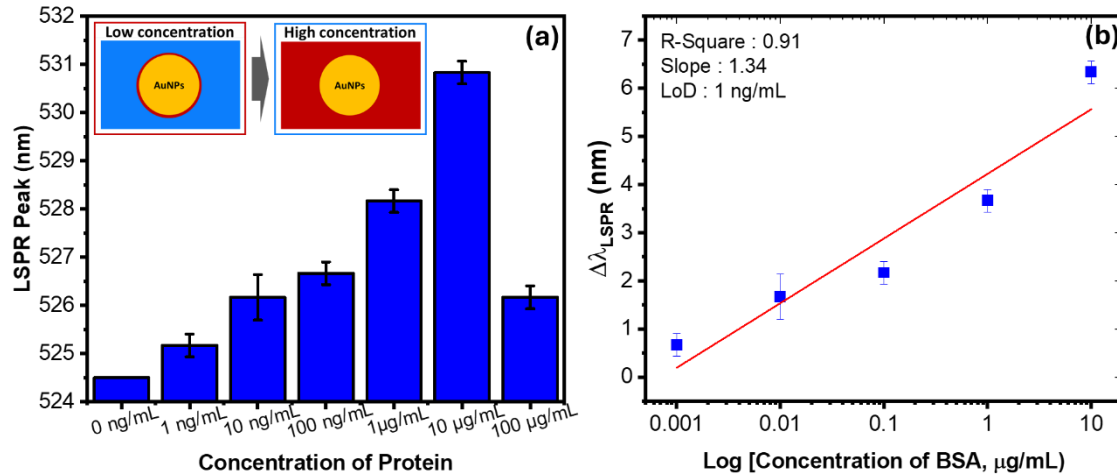 (a)
Low concentration
High concentration
AuNPs
AuNPs
LSPR Peak (nm)
532
531
530
529
528
527
526
525
524
0 ng/mL
1 ng/mL
10 ng/mL
100 ng/mL
1µg/mL
10 µg/mL
100 µg/mL
Concentration of Protein
(b)
R-Square : 0.91
Slope : 1.34
LoD : 1 ng/mL
ΔλLSPR (nm)
7
6
5
4
3
2
1
0
0.001
0.01
0.1
1
10
Log [Concentration of BSA, µg/mL)